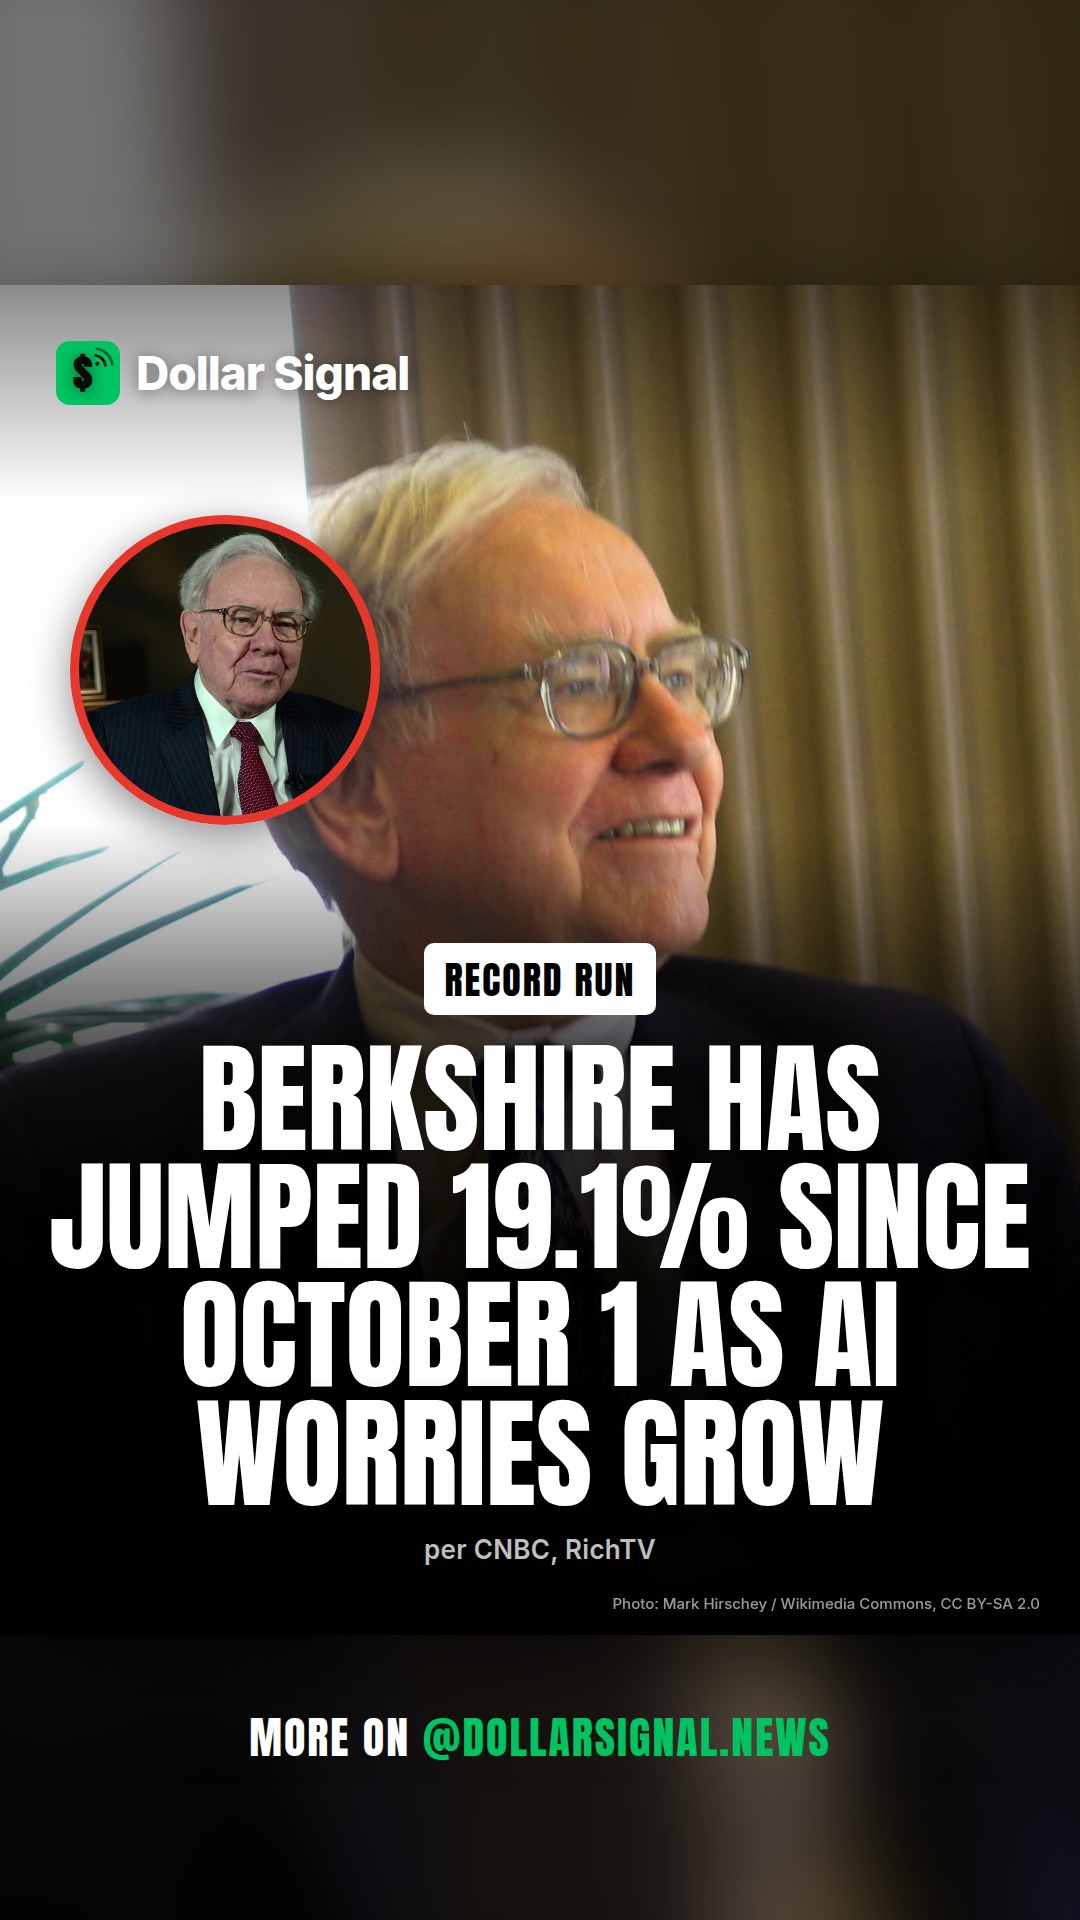 Dollar Signal
RECORD RUN
BERKSHIRE HAS
JUMPED 19.1% SINCE
OCTOBER 1 AS AI
WORRIES GROW
per CNBC, RichTV
Photo: Mark Hirschey / Wikimedia Commons, CC BY-SA 2.0
MORE ON @DOLLARSIGNAL.NEWS